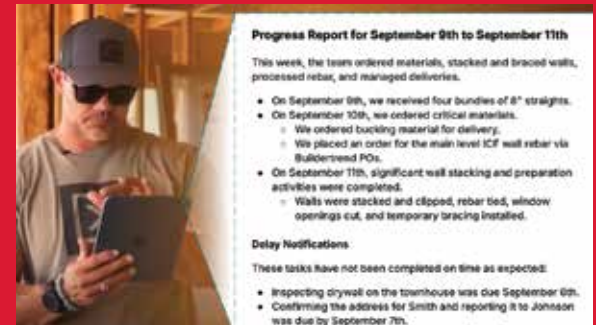 Progress Report for September 9th to September 11th
This week, the team ordered materials, stacked and braced walls,
processed rebar, and managed deliveries.
• On September 9th, we received four bundles of 8" straights.
• On September 10th, we ordered critical materials.
○ We ordered bucking material for delivery.
○ We placed an order for the main level ICF wall rebar via
Buildertrend POs.
• On September 11th, significant wall stacking and preparation
activities were completed.
○ Walls were stacked and clipped, rebar tied, window
openings cut, and temporary bracing installed.
Delay Notifications
These tasks have not been completed on time as expected:
• Inspecting drywall on the townhouse was due September 6th.
• Confirming the address for Smith and reporting it to Johnson
was due by September 7th.